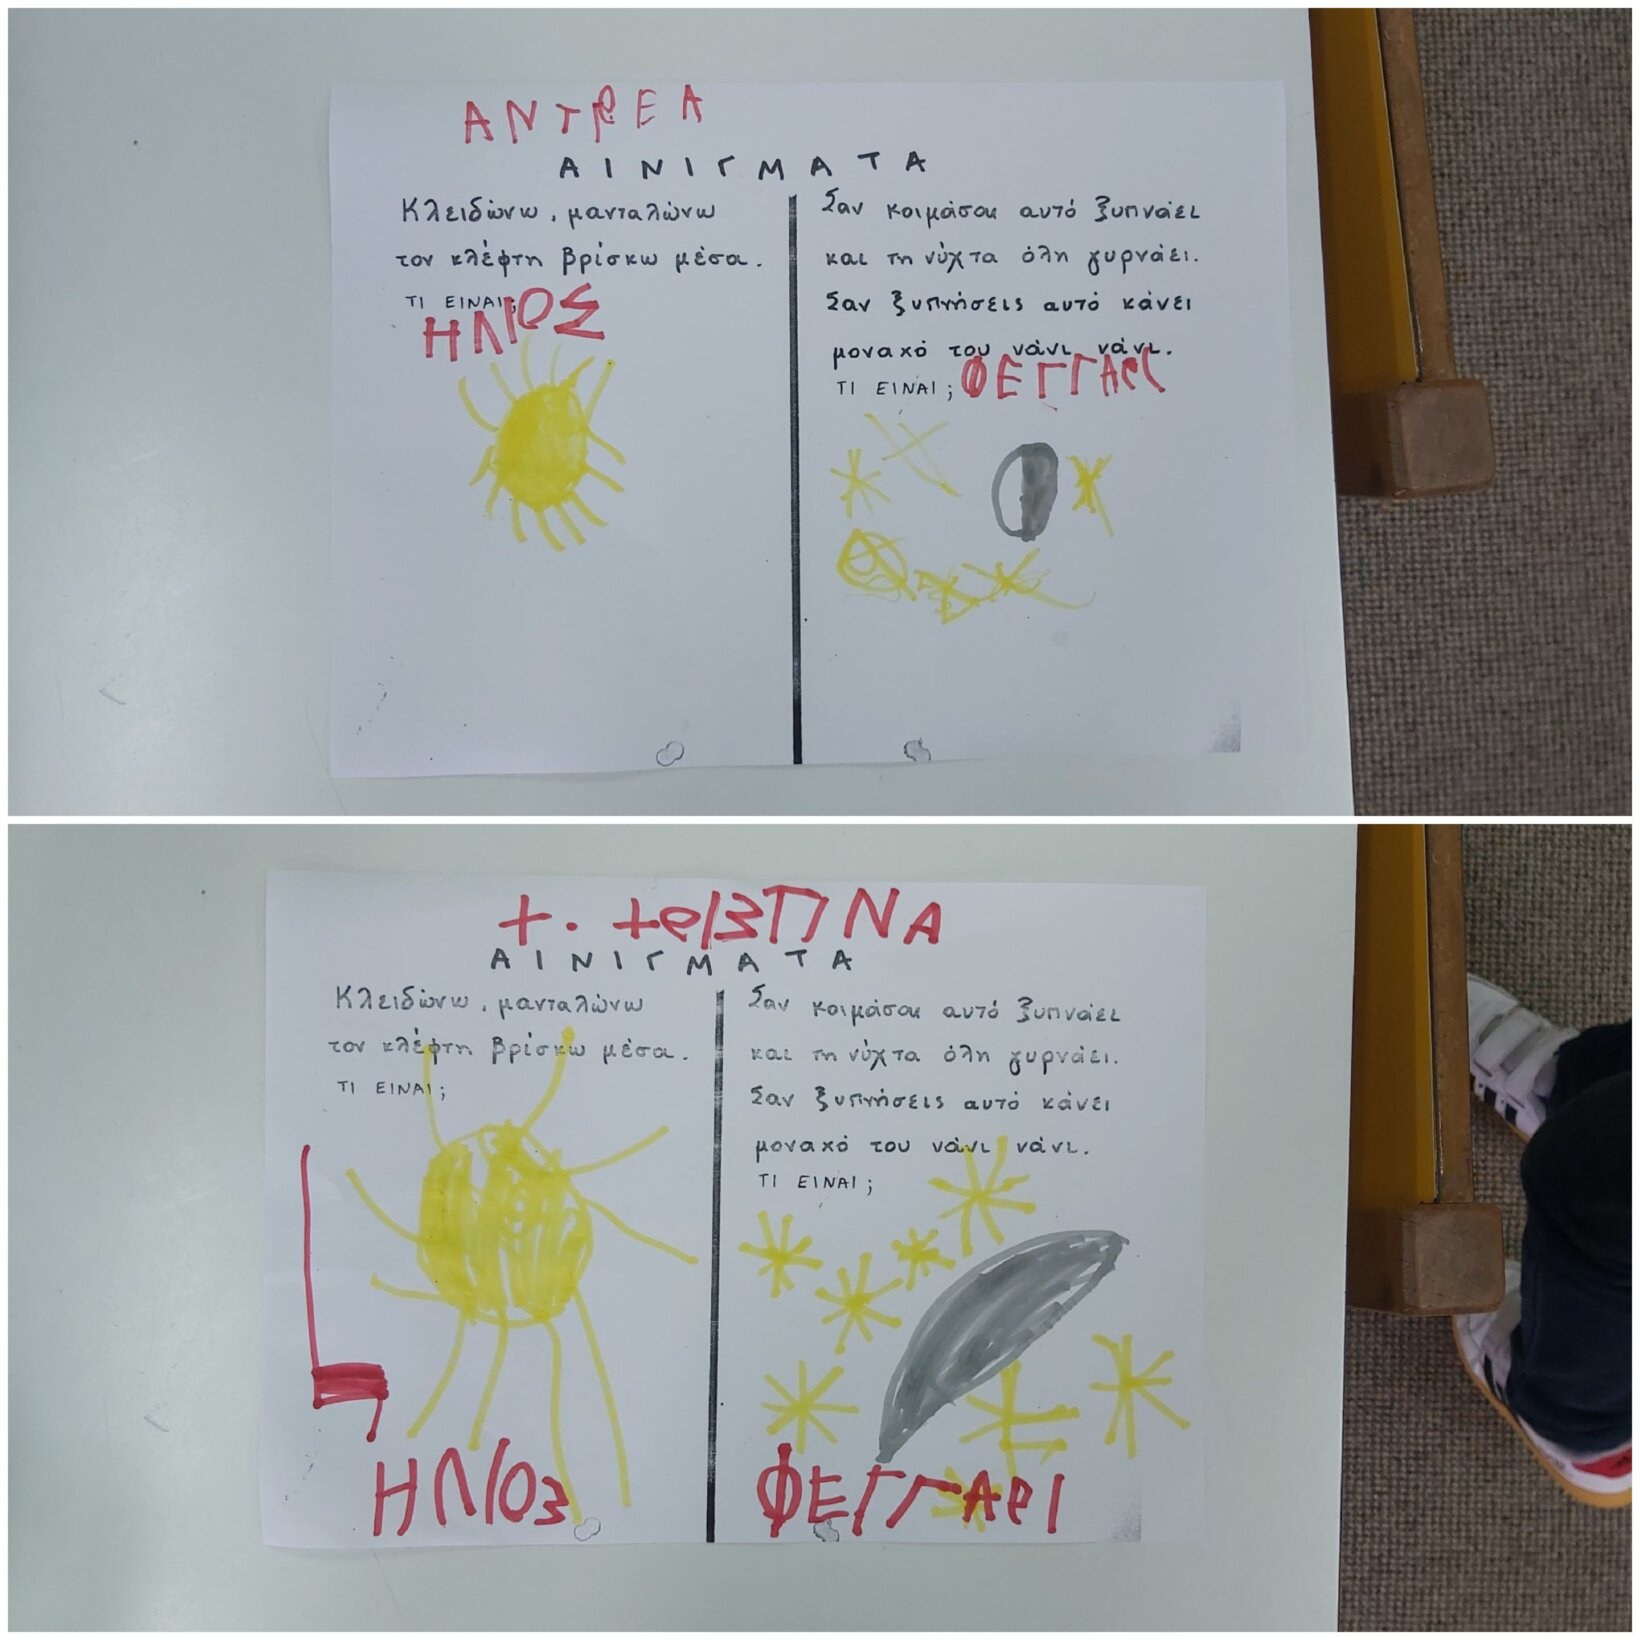 ΑΝΤΡΕΑ
ΑΙΝΙΓΜΑΤΑ
Κλειδώνω, μανταλώνω
τον κλέφτη βρίσκω μέσα.
ΤΙ ΕΙΝΑΙ;
ΗΛΙΟΣ
Σαν κοιμάσαι αυτό ξυπνάει
και τη νύχτα όλη γυρνάει.
Σαν ξυπνήσεις αυτό κάνει
μοναχό του νάνι νάνι.
ΤΙ ΕΙΝΑΙ; ΦΕΓΓΑΡΙ
Χ. ΧΡΙΣΤΙΝΑ
ΑΙΝΙΓΜΑΤΑ
Κλειδώνω, μανταλώνω
τον κλέφτη βρίσκω μέσα.
ΤΙ ΕΙΝΑΙ;
ΗΛΙΟΣ
Σαν κοιμάσαι αυτό ξυπνάει
και τη νύχτα όλη γυρνάει.
Σαν ξυπνήσεις αυτό κάνει
μοναχό του νάνι νάνι.
ΤΙ ΕΙΝΑΙ;
ΦΕΓΓΑΡΙ